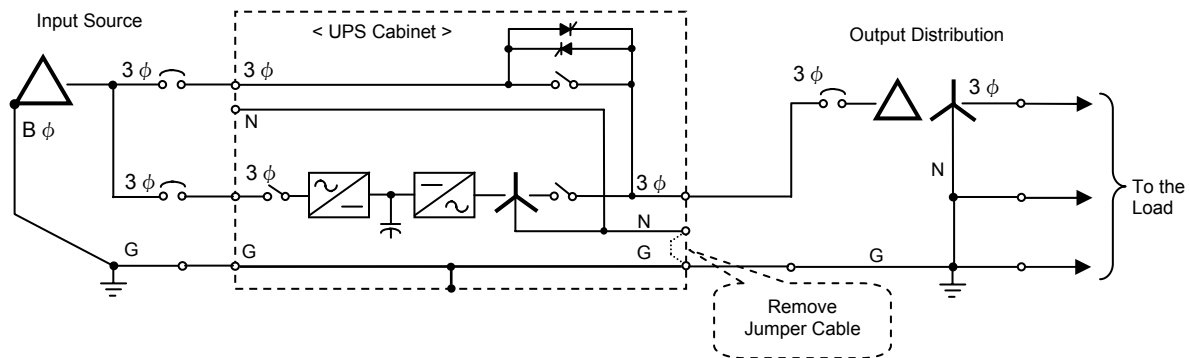 Input Source
< UPS Cabinet >
Output Distribution
3 ϕ
3 ϕ
3 ϕ
3 ϕ
B ϕ
N
3 ϕ
3 ϕ
3 ϕ
N
N
To the
Load
G
G
G
G
Remove
Jumper Cable